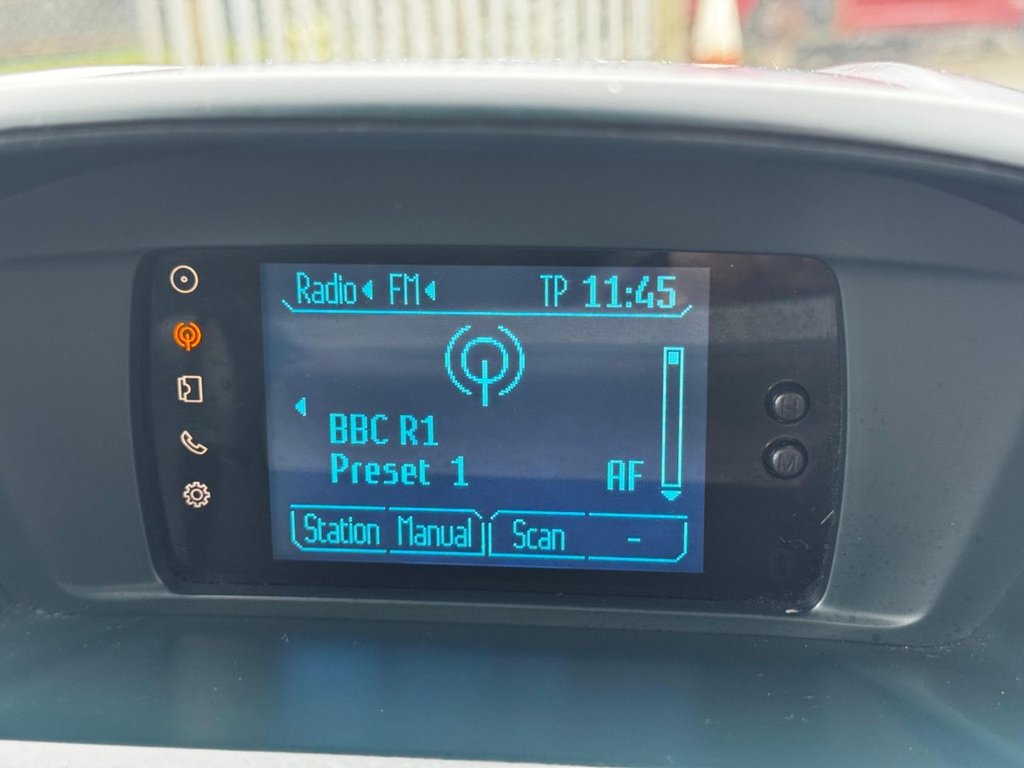 Radio FM TP 11:45
BBC R1
Preset 1 AF
Station Manual Scan -
H
M